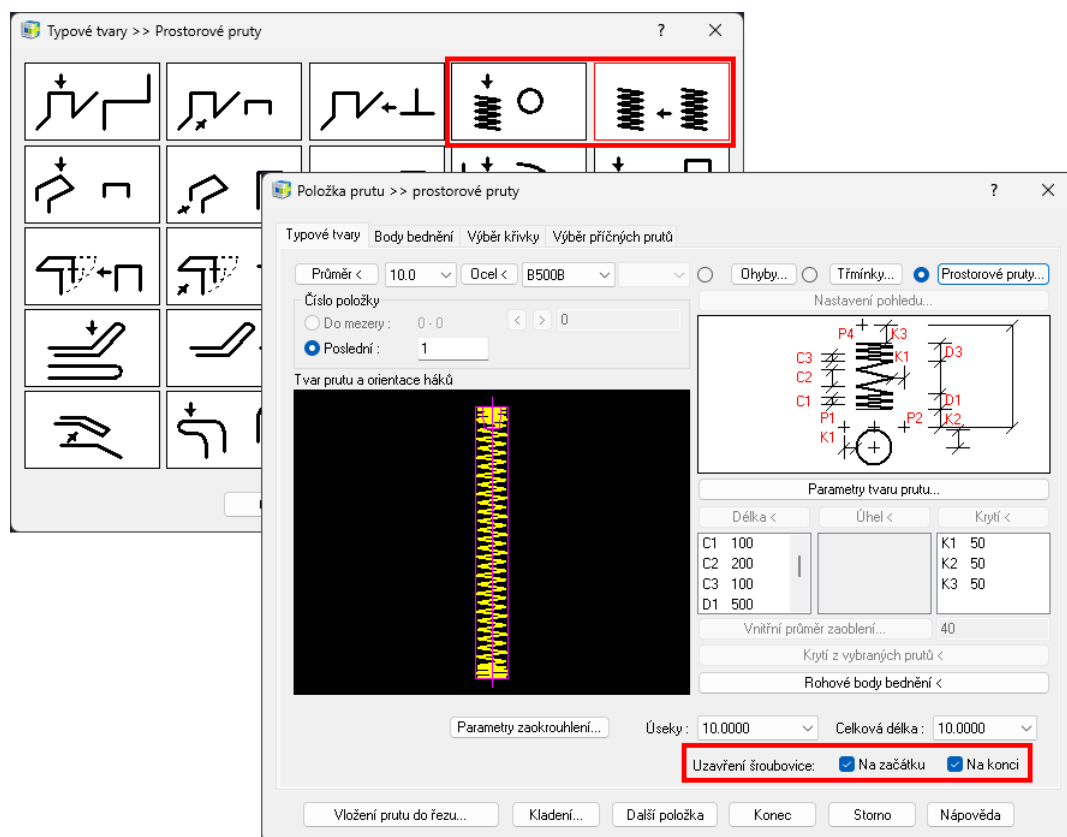 Typové tvary >> Prostorové pruty
Položka prutu >> prostorové pruty
Typové tvary Body bednění Výběr křivky Výběr příčných prutů
Průměr < 10.0 Ocel < B500B Ohyby... Třmínky... Prostorové pruty...
Číslo položky
Do mezery : 0 - 0 < > 0
Poslední : 1
Nastavení pohledu...
P4 K3
C3 K1 D3
C2
C1 D1
P1 P2 K2
K1
Tvar prutu a orientace háků
Parametry tvaru prutu...
Délka < Úhel < Krytí <
C1 100 K1 50
C2 200 K2 50
C3 100 K3 50
D1 500
Vnitřní průměr zaoblení... 40
Krytí z vybraných prutů <
Rohové body bednění <
Parametry zaokrouhlení... Úseky : 10.0000 Celková délka : 10.0000
Uzavření šroubovice: Na začátku Na konci
Vložení prutu do řezu... Kladení... Další položka Konec Storno Nápověda